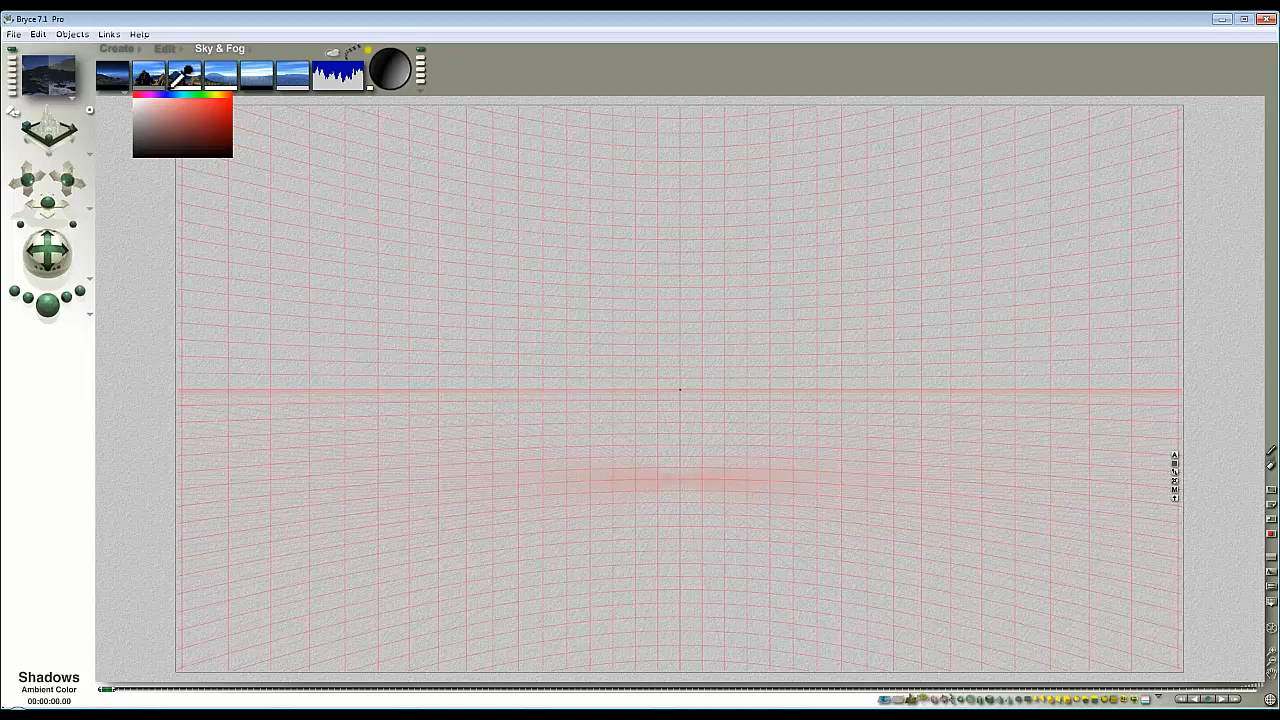 Bryce 7.1 Pro
File Edit Objects Links Help
Create Edit Sky & Fog
A
M
Shadows
Ambient Color
00:00:00.00